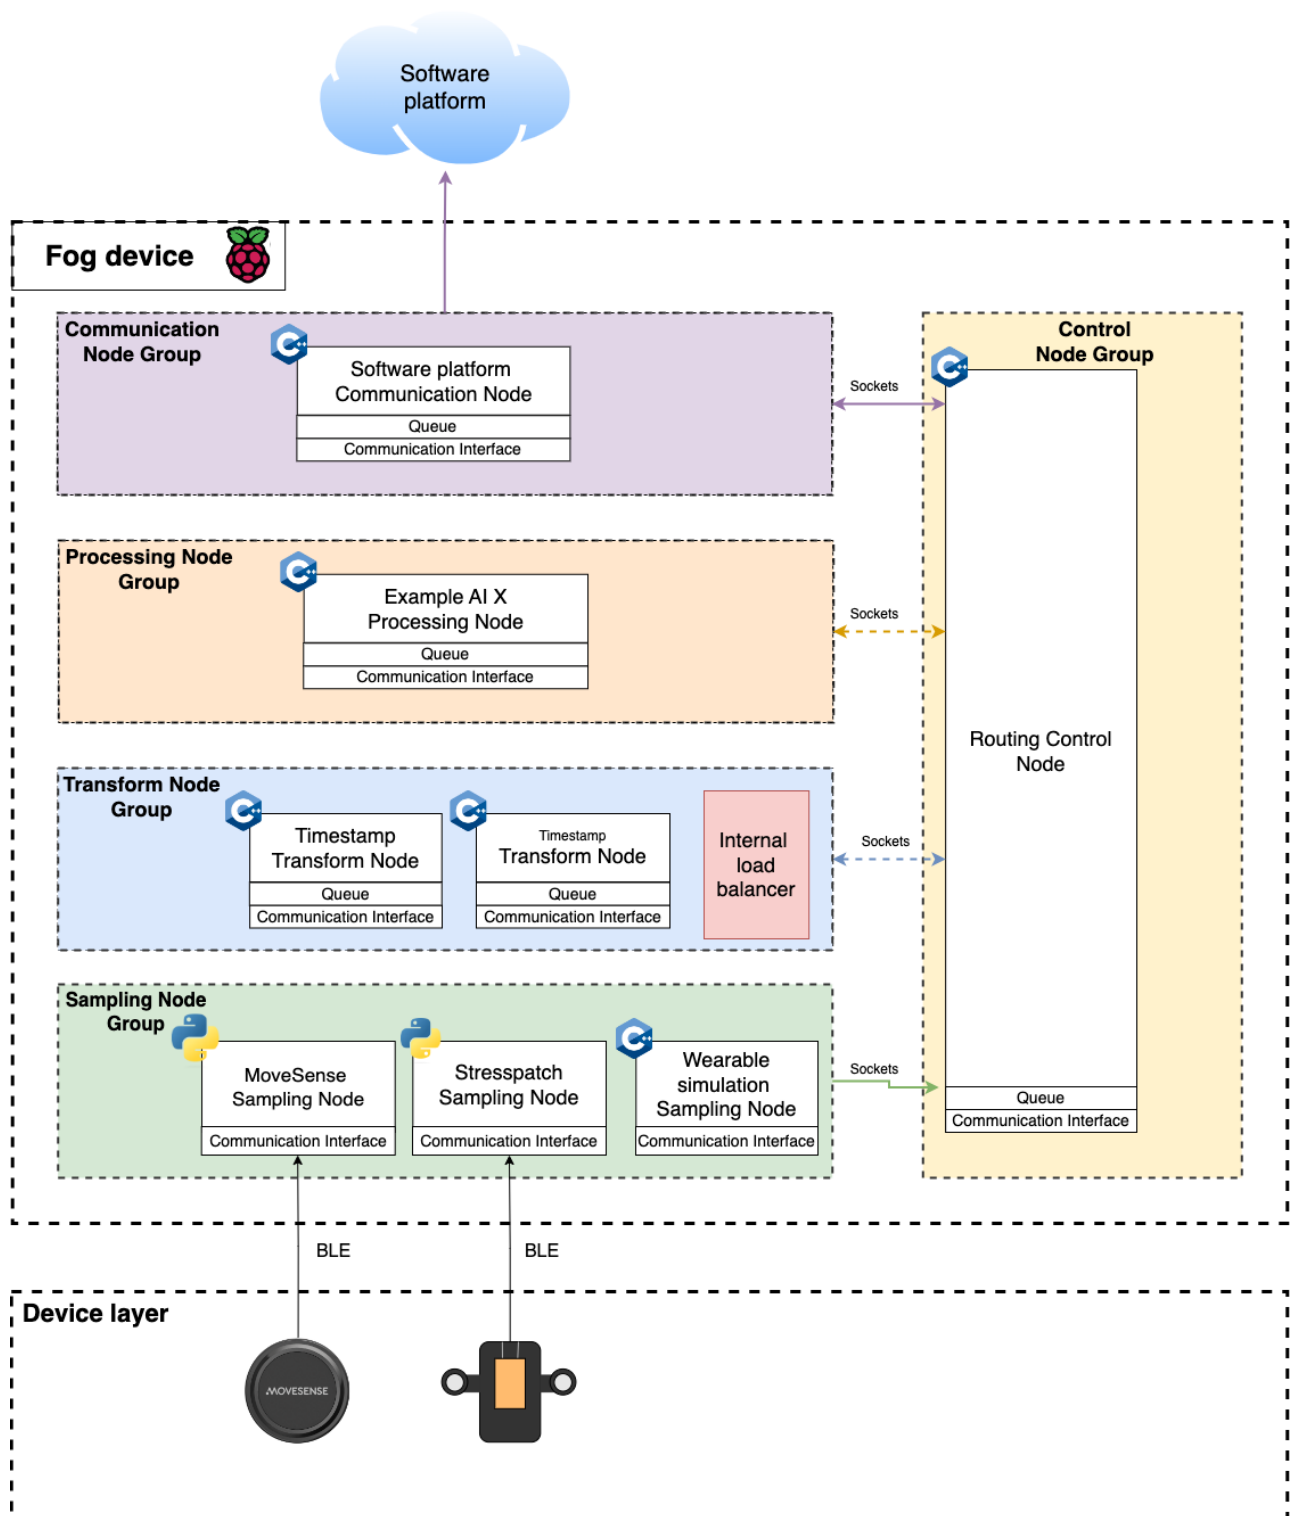 Software
platform
Fog device
Communication
Node Group
Software platform
Communication Node
Queue
Communication Interface
Sockets
Control
Node Group
Processing Node
Group
Example AI X
Processing Node
Queue
Communication Interface
Sockets
Routing Control
Node
Transform Node
Group
Timestamp
Transform Node
Queue
Communication Interface
Timestamp
Transform Node
Queue
Communication Interface
Internal
load
balancer
Sockets
Sampling Node
Group
MoveSense
Sampling Node
Communication Interface
Stresspatch
Sampling Node
Communication Interface
Wearable
simulation
Sampling Node
Communication Interface
Sockets
Queue
Communication Interface
BLE
BLE
Device layer
MOVESENSE
C++
C++
C++
C++
C++
C++